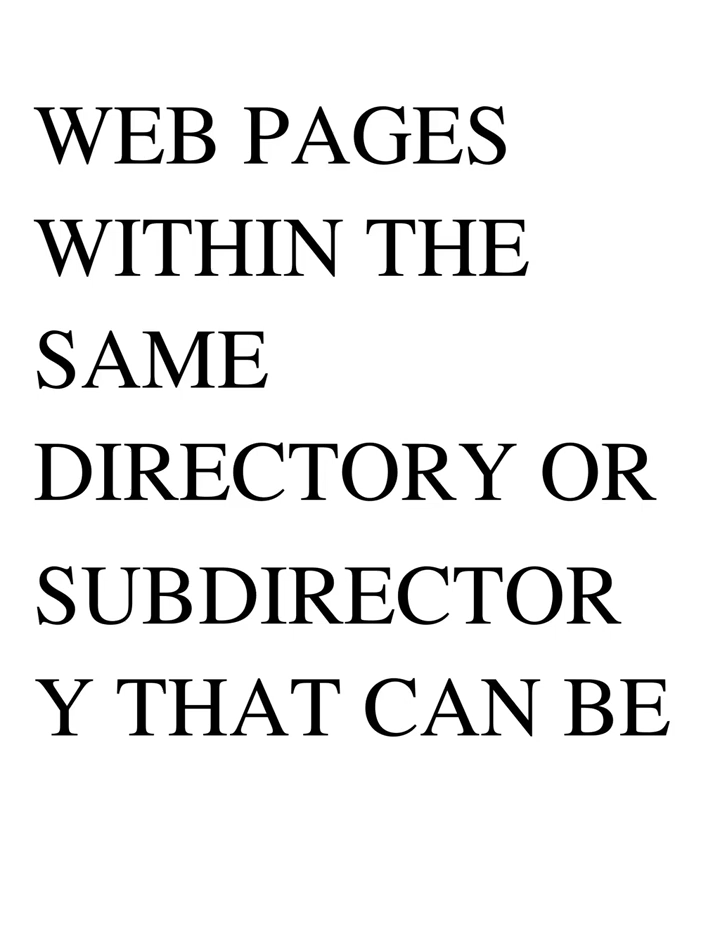 WEB PAGES
WITHIN THE
SAME
DIRECTORY OR
SUBDIRECTOR
Y THAT CAN BE